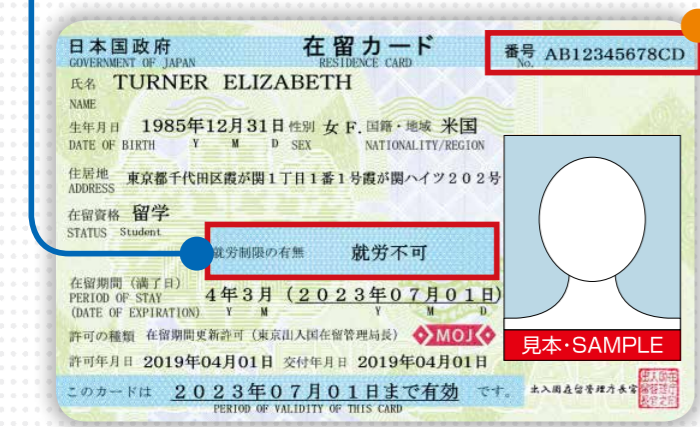 日本国政府 在留カード 番号 AB12345678CD
GOVERNMENT OF JAPAN RESIDENCE CARD No.
氏名 TURNER ELIZABETH
NAME
生年月日 1985年12月31日 性別 女 F. 国籍・地域 米国
DATE OF BIRTH Y M D SEX NATIONALITY/REGION
住居地 東京都千代田区霞が関1丁目1番1号霞が関ハイツ202号
ADDRESS
在留資格 留学
STATUS Student
就労制限の有無 就労不可
在留期間(満了日)
PERIOD OF STAY 4年3月(2023年07月01日)
(DATE OF EXPIRATION) Y M Y M D
許可の種類 在留期間更新許可(東京出入国在留管理局長) MOJ
見本・SAMPLE
許可年月日 2019年04月01日 交付年月日 2019年04月01日
このカードは 2023年07月01日まで有効 です。 出入国在留管理庁長官
PERIOD OF VALIDITY OF THIS CARD